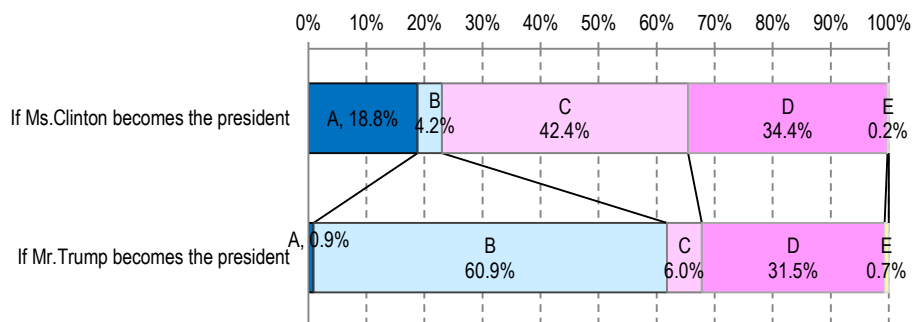 0% 10% 20% 30% 40% 50% 60% 70% 80% 90% 100%
If Ms.Clinton becomes the president
A, 18.8%
B
4.2%
C
42.4%
D
34.4%
E
0.2%
If Mr.Trump becomes the president
A, 0.9%
B
60.9%
C
6.0%
D
31.5%
E
0.7%